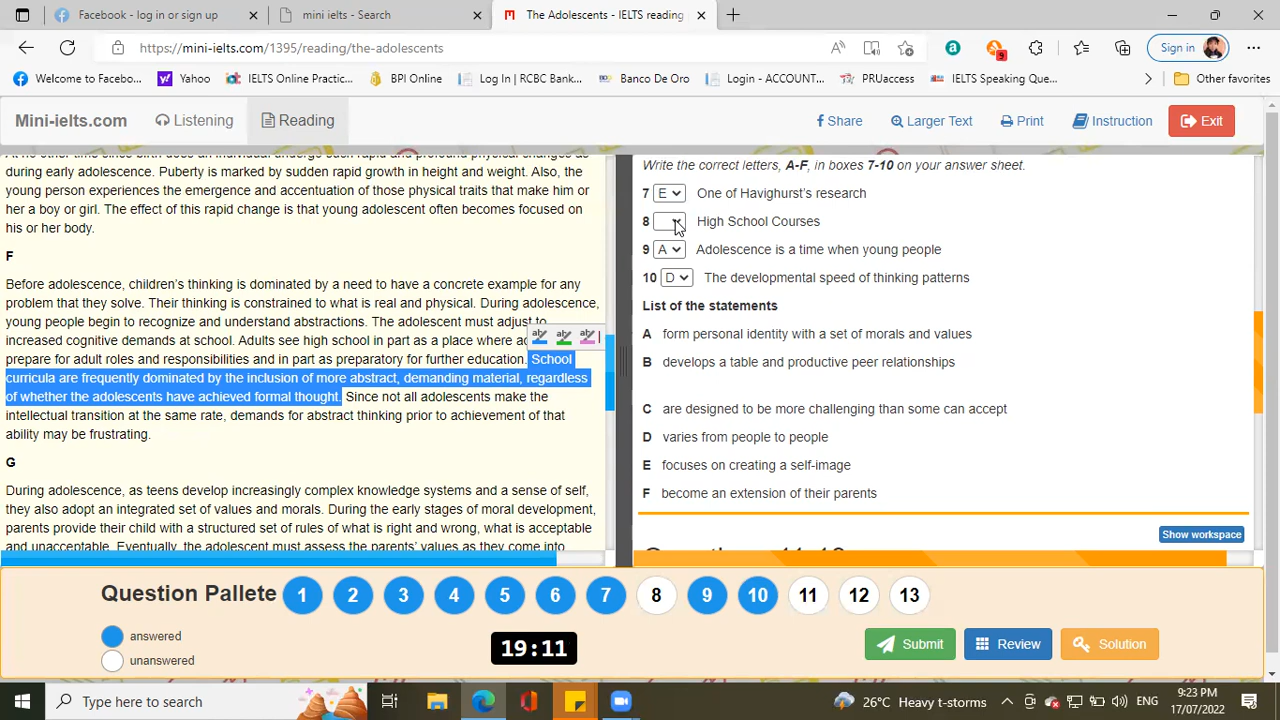 Facebook - log in or sign up
mini ielts - Search
The Adolescents - IELTS reading
https://mini-ielts.com/1395/reading/the-adolescents
Sign in
Welcome to Facebo...
Yahoo
IELTS Online Practic...
BPI Online
Log In | RCBC Bank...
Banco De Oro
Login - ACCOUNT...
PRUaccess
IELTS Speaking Que...
Other favorites
Mini-ielts.com
Listening
Reading
Share
Larger Text
Print
Instruction
Exit
during early adolescence. Puberty is marked by sudden rapid growth in height and weight. Also, the
young person experiences the emergence and accentuation of those physical traits that make him or
her a boy or girl. The effect of this rapid change is that young adolescent often becomes focused on
his or her body.
F
Before adolescence, children's thinking is dominated by a need to have a concrete example for any
problem that they solve. Their thinking is constrained to what is real and physical. During adolescence,
young people begin to recognize and understand abstractions. The adolescent must adjust to
increased cognitive demands at school. Adults see high school in part as a place where ad
prepare for adult roles and responsibilities and in part as preparatory for further education. School
curricula are frequently dominated by the inclusion of more abstract, demanding material, regardless
of whether the adolescents have achieved formal thought. Since not all adolescents make the
intellectual transition at the same rate, demands for abstract thinking prior to achievement of that
ability may be frustrating.
G
During adolescence, as teens develop increasingly complex knowledge systems and a sense of self,
they also adopt an integrated set of values and morals. During the early stages of moral development,
parents provide their child with a structured set of rules of what is right and wrong, what is acceptable
and unacceptable. Eventually, the adolescent must assess the parents' values as they come into
Write the correct letters, A-F, in boxes 7-10 on your answer sheet.
7 E One of Havighurst's research
8 High School Courses
9 A Adolescence is a time when young people
10 D The developmental speed of thinking patterns
List of the statements
A form personal identity with a set of morals and values
B develops a table and productive peer relationships
C are designed to be more challenging than some can accept
D varies from people to people
E focuses on creating a self-image
F become an extension of their parents
Show workspace
Question Pallete
1 2 3 4 5 6 7 8 9 10 11 12 13
answered
unanswered
19:11
Submit
Review
Solution
Type here to search
26°C Heavy t-storms
ENG
9:23 PM
17/07/2022